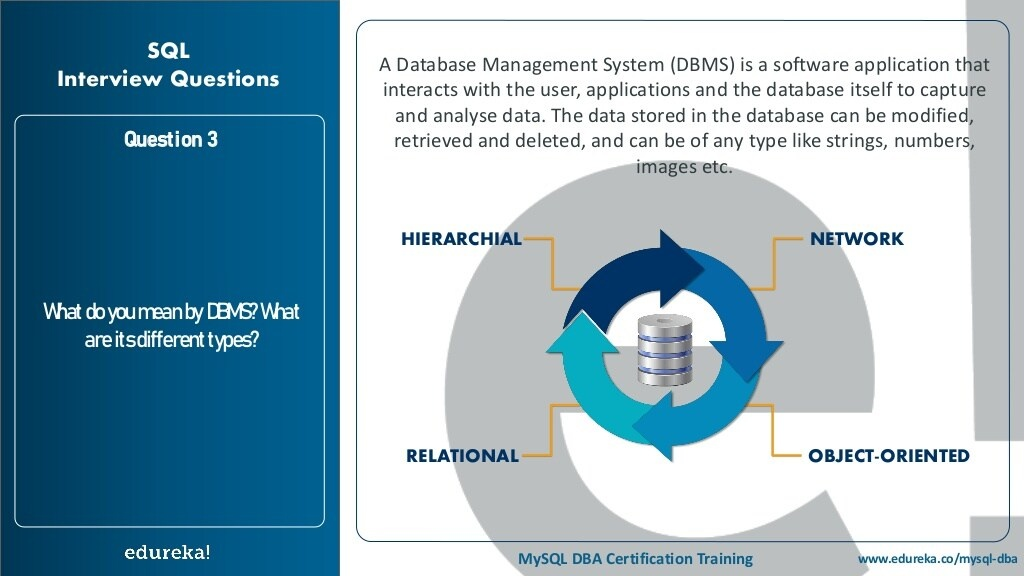 SQL
Interview Questions
Question 3
What do you mean by DBMS? What
are its different types?
edureka!
A Database Management System (DBMS) is a software application that
interacts with the user, applications and the database itself to capture
and analyse data. The data stored in the database can be modified,
retrieved and deleted, and can be of any type like strings, numbers,
images etc.
HIERARCHIAL
NETWORK
RELATIONAL
OBJECT-ORIENTED
MySQL DBA Certification Training
www.edureka.co/mysql-dba